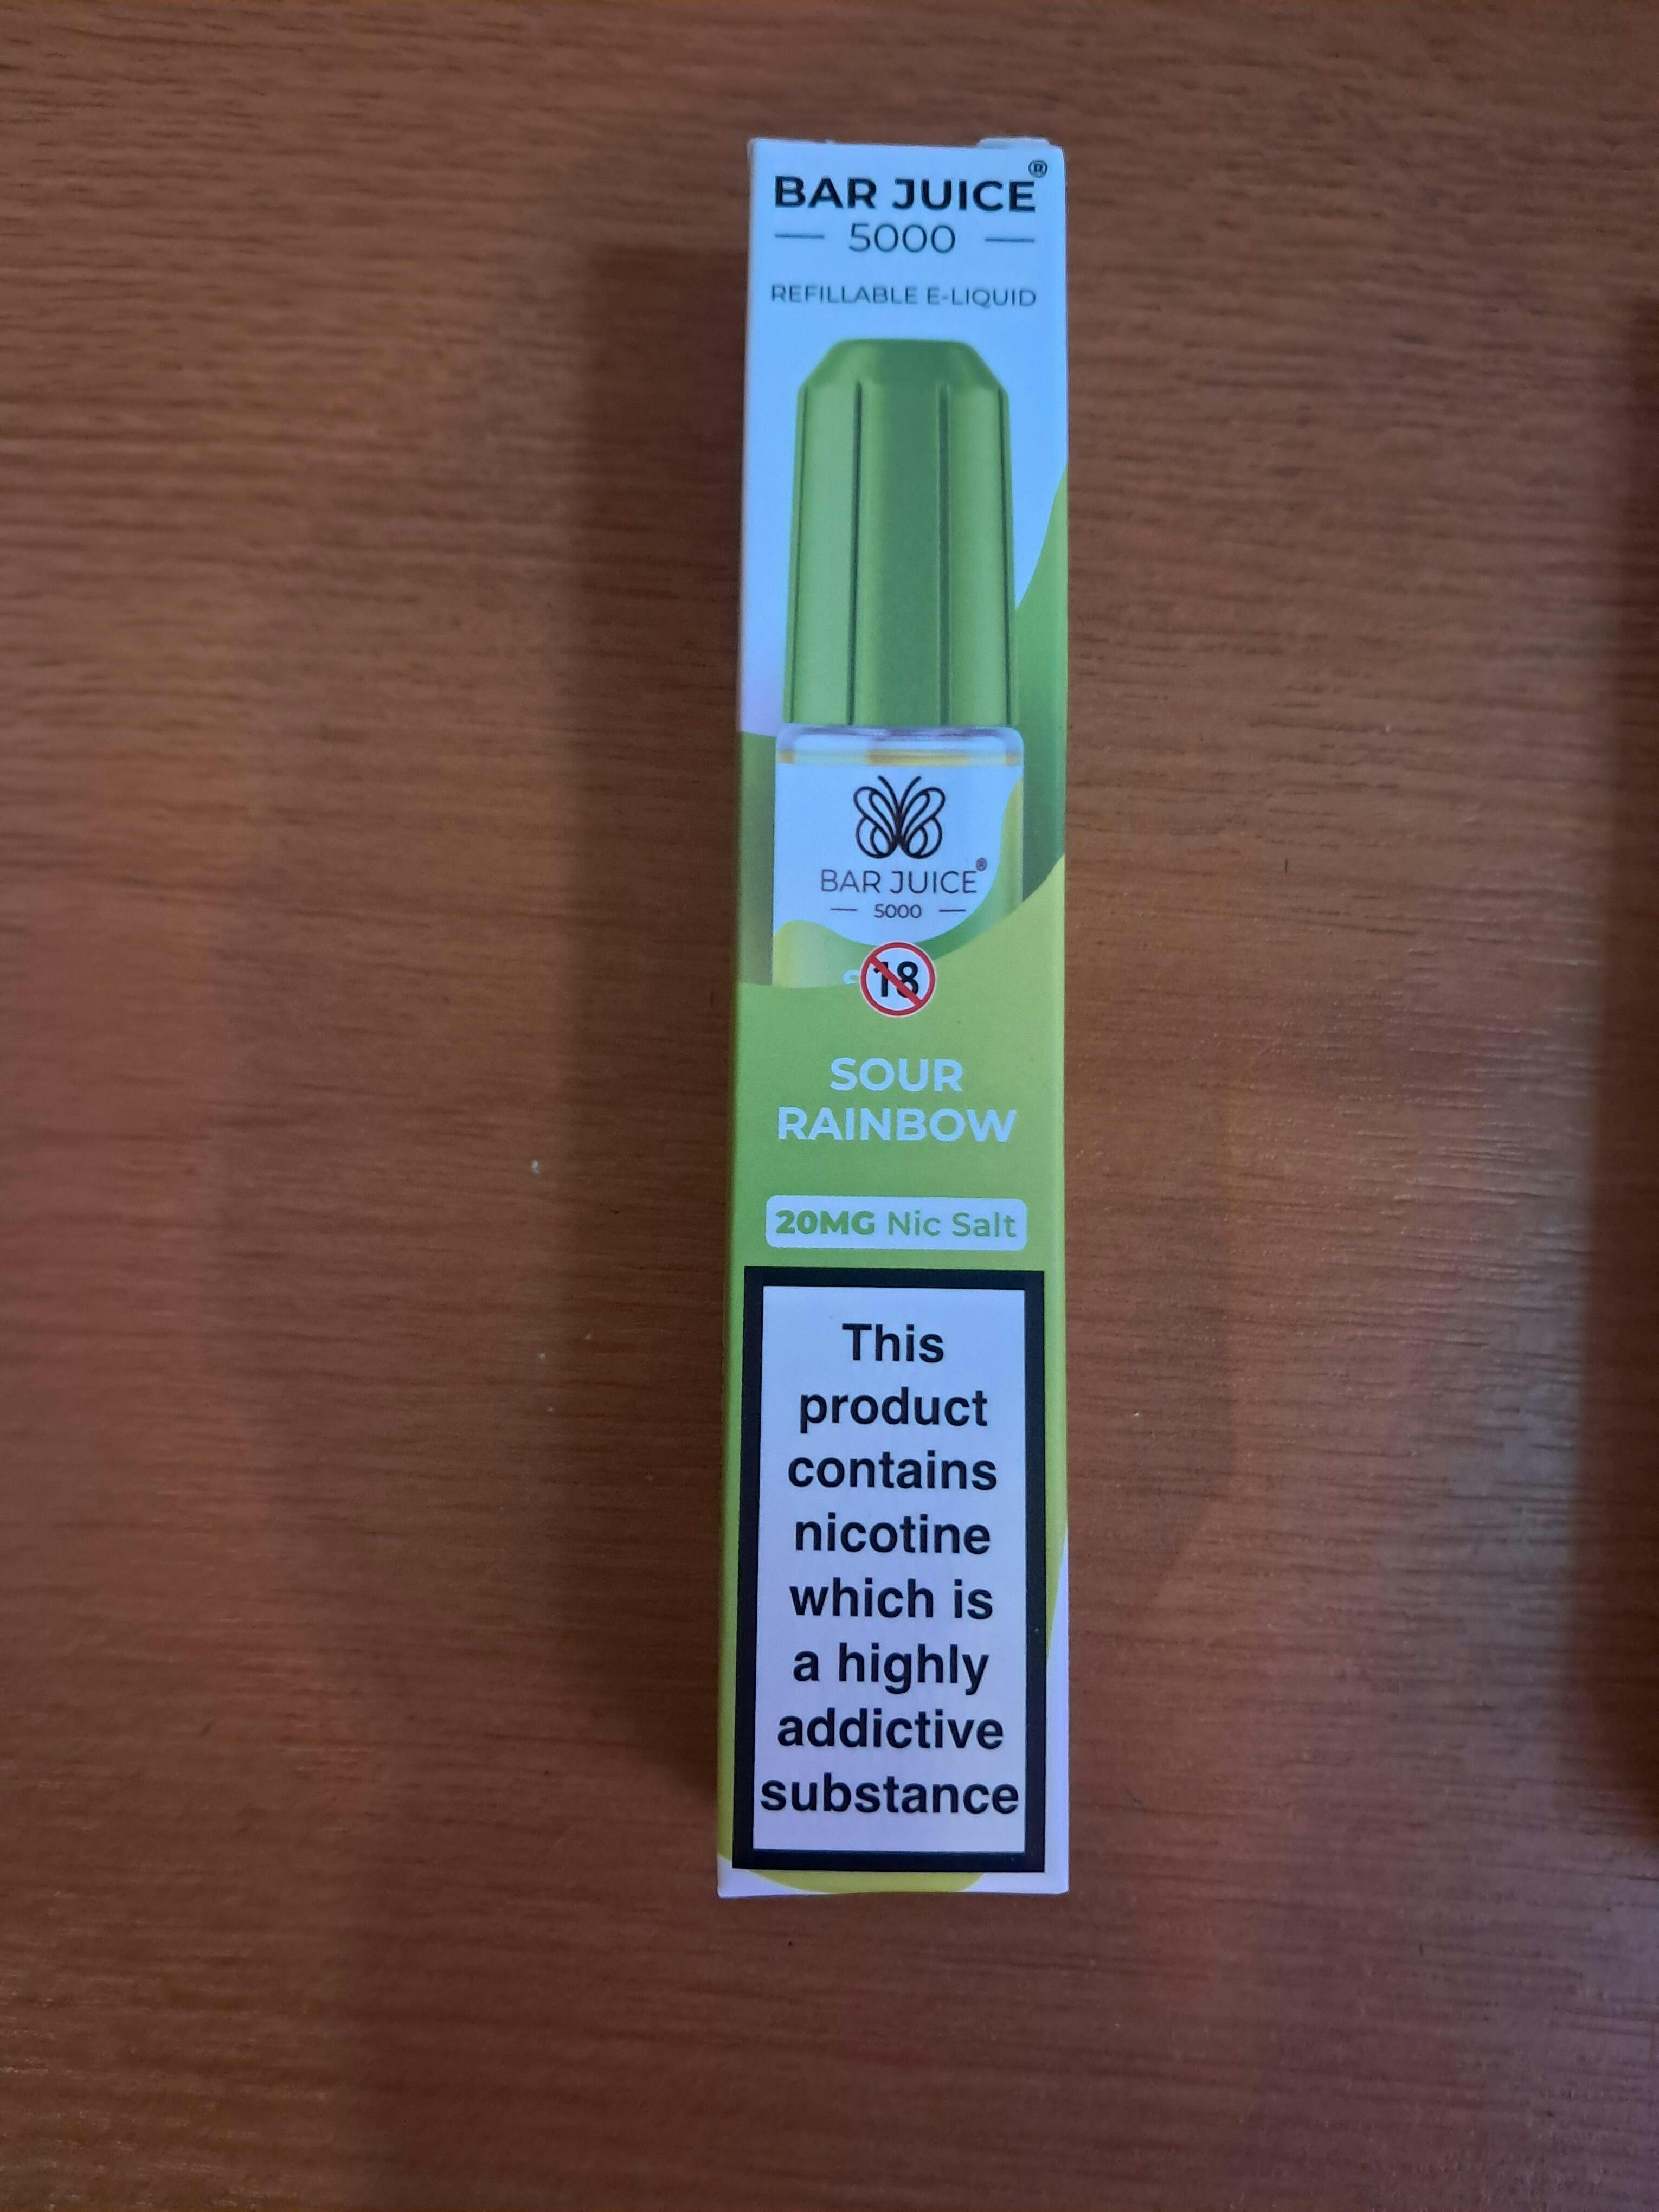 BAR JUICE®
5000
REFILLABLE E-LIQUID
BAR JUICE®
5000
18
SOUR
RAINBOW
20MG Nic Salt
This
product
contains
nicotine
which is
a highly
addictive
substance